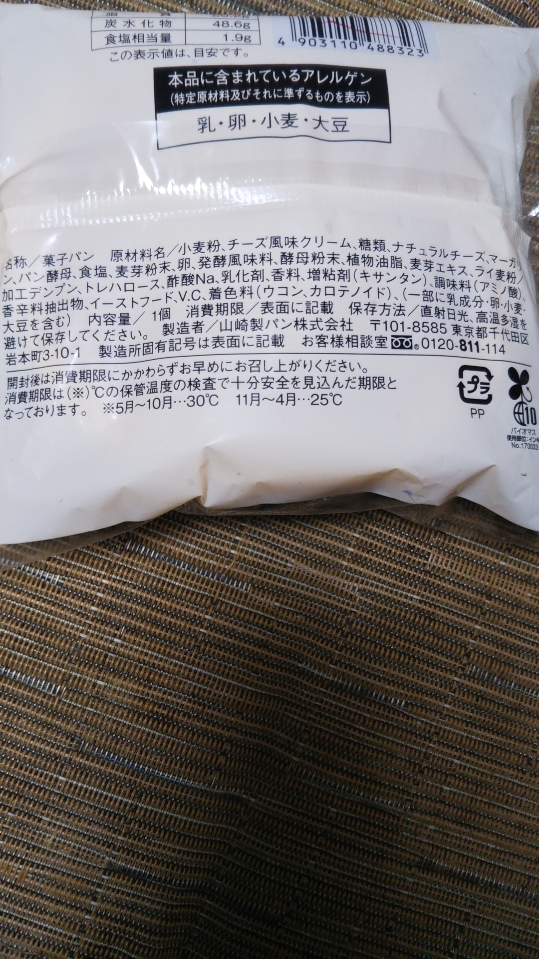 炭水化物 48.6g
食塩相当量 1.9g
この表示値は、目安です。
4 903110 488323
本品に含まれているアレルゲン
(特定原材料及びそれに準ずるものを表示)
乳・卵・小麦・大豆
名称/菓子パン 原材料名/小麦粉、チーズ風味クリーム、糖類、ナチュラルチーズ、マーガリ
ン、パン酵母、食塩、麦芽粉末、卵、発酵風味料、酵母粉末、植物油脂、麦芽エキス、ライ麦粉/
加工デンプン、トレハロース、酢酸Na、乳化剤、香料、増粘剤(キサンタン)、調味料(アミノ酸)、
香辛料抽出物、イーストフード、V.C、着色料(ウコン、カロテノイド)、(一部に乳成分・卵・小麦・
大豆を含む) 内容量/1個 消費期限/表面に記載 保存方法/直射日光、高温多湿を
避けて保存してください。 製造者/山崎製パン株式会社 〒101-8585 東京都千代田区
岩本町3-10-1 製造所固有記号は表面に記載 お客様相談室 0120-811-114
開封後は消費期限にかかわらずお早めにお召し上がりください。
消費期限は(※)℃の保管温度の検査で十分安全を見込んだ期限と
なっております。 ※5月～10月…30℃ 11月～4月…25℃
プラ
PP
10
バイオマス
使用部位:インキ